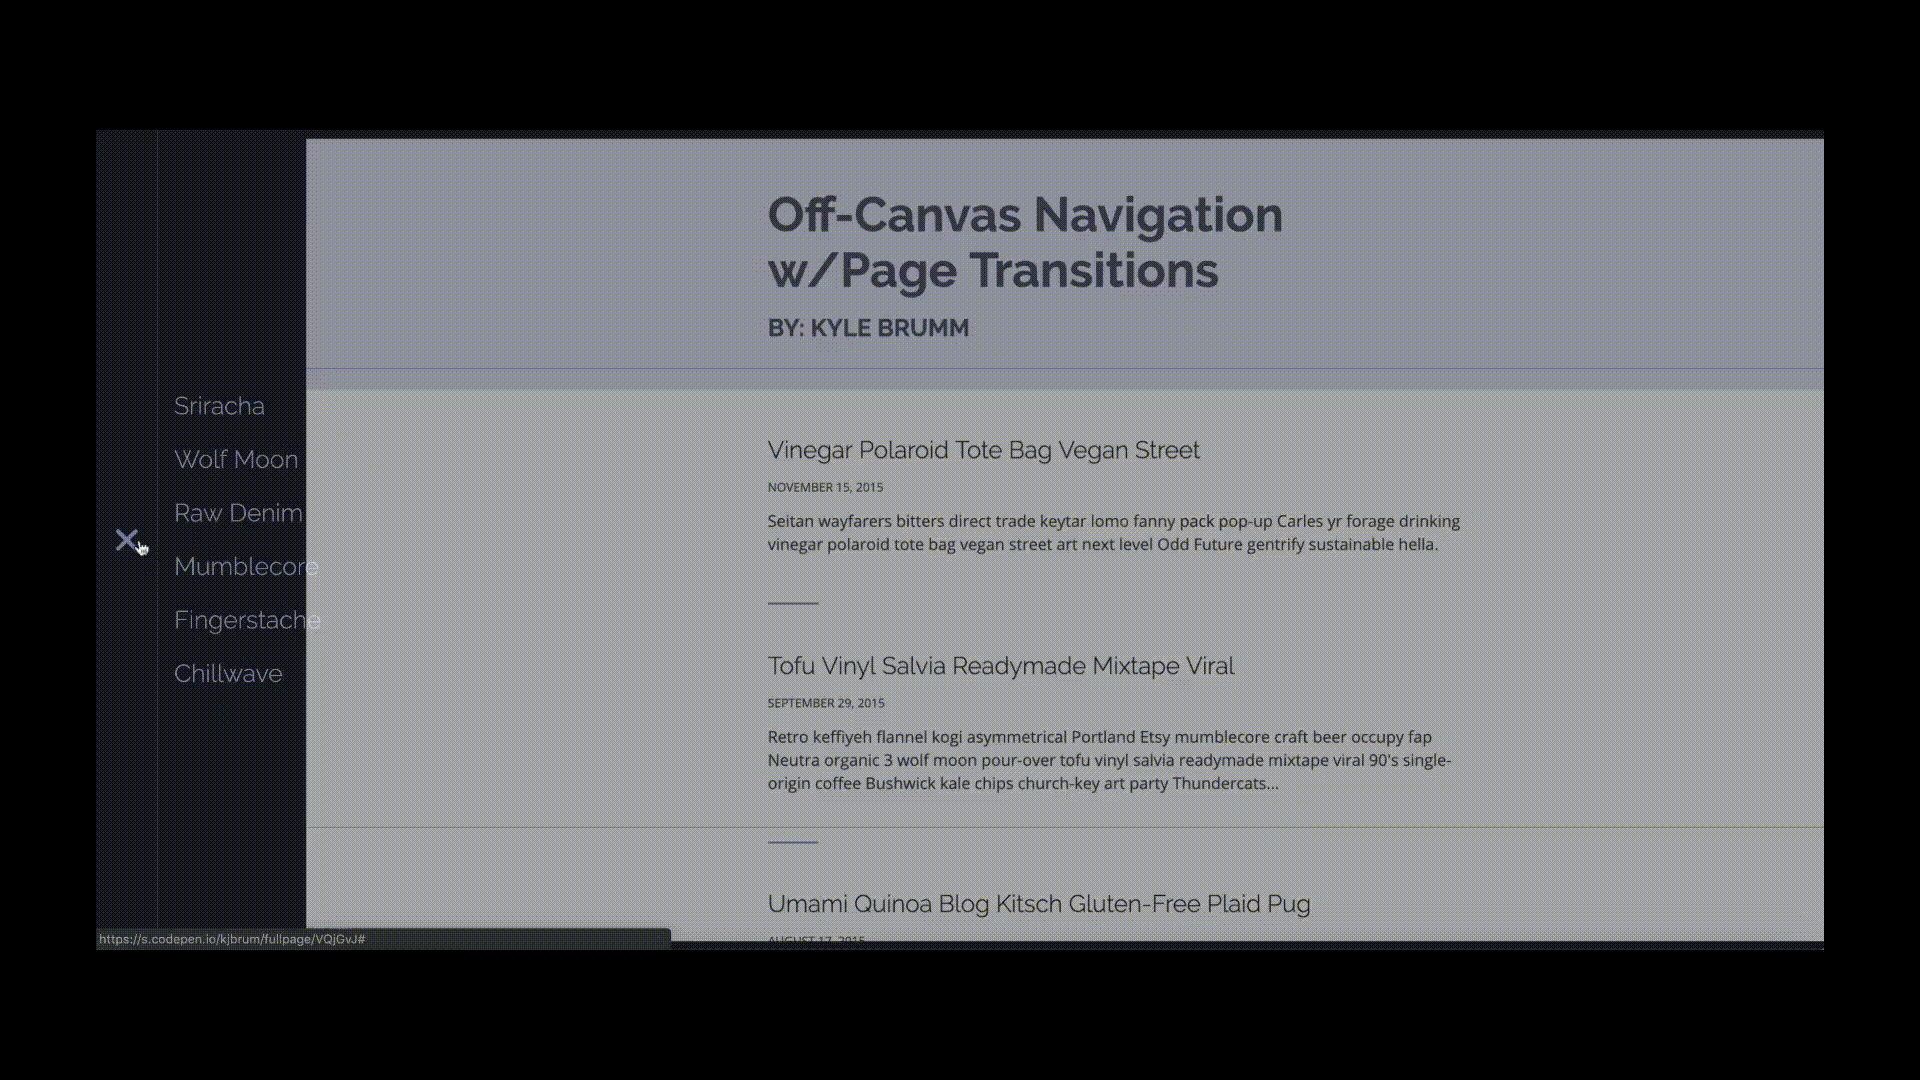 Off-Canvas Navigation
w/Page Transitions
BY: KYLE BRUMM
Sriracha
Wolf Moon
Raw Denim
Mumblecore
Fingerstache
Chillwave
Vinegar Polaroid Tote Bag Vegan Street
NOVEMBER 15, 2015
Seitan wayfarers bitters direct trade keytar lomo fanny pack pop-up Carles yr forage drinking
vinegar polaroid tote bag vegan street art next level Odd Future gentrify sustainable hella.
Tofu Vinyl Salvia Readymade Mixtape Viral
SEPTEMBER 29, 2015
Retro keffiyeh flannel kogi asymmetrical Portland Etsy mumblecore craft beer occupy fap
Neutra organic 3 wolf moon pour-over tofu vinyl salvia readymade mixtape viral 90's single-
origin coffee Bushwick kale chips church-key art party Thundercats...
Umami Quinoa Blog Kitsch Gluten-Free Plaid Pug
AUGUST 17, 2015
https://s.codepen.io/kjbrum/fullpage/VQjGvJ#